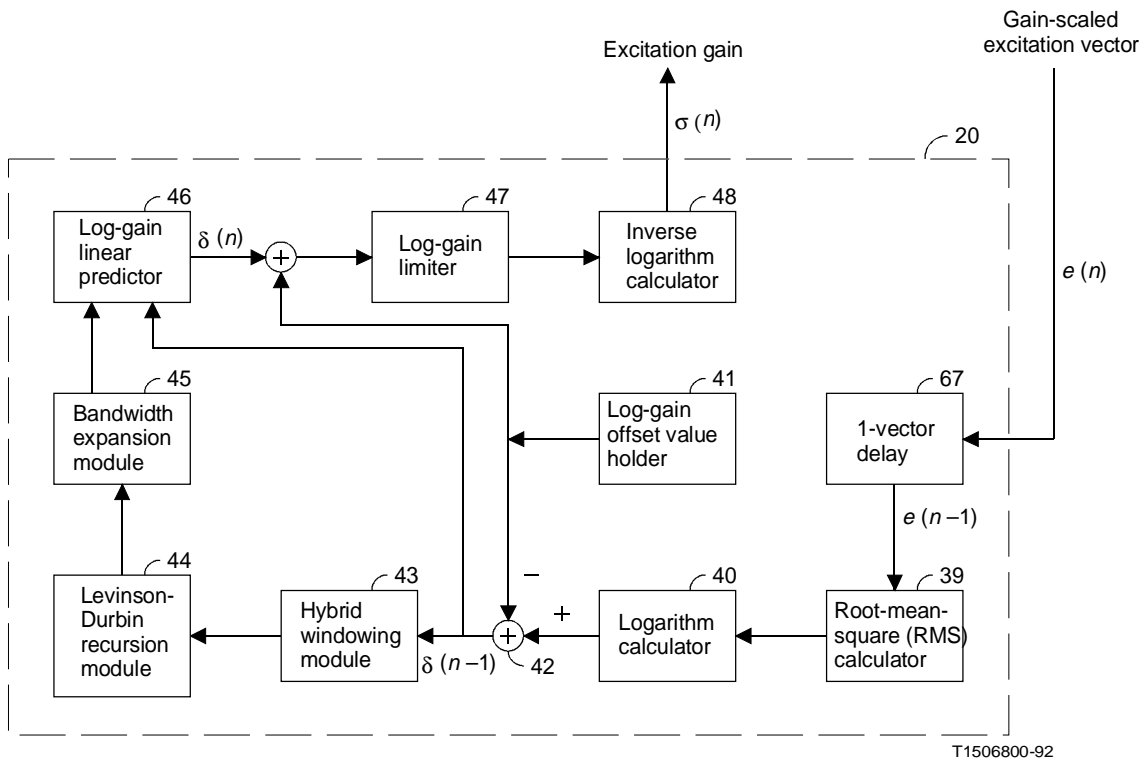 Gain-scaled
excitation vector
Excitation gain
σ (n)
20
46
Log-gain
linear
predictor
δ (n)
+
47
Log-gain
limiter
48
Inverse
logarithm
calculator
e (n)
45
Bandwidth
expansion
module
41
Log-gain
offset value
holder
67
1-vector
delay
e (n –1)
44
Levinson-
Durbin
recursion
module
43
Hybrid
windowing
module
δ (n –1)
–
+
+
42
40
Logarithm
calculator
39
Root-mean-
square (RMS)
calculator
T1506800-92